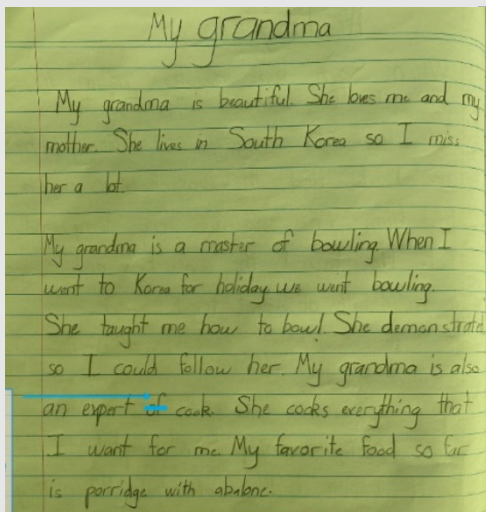 My grandma
My grandma is beautiful. She loves me and my
mother. She lives in South Korea so I miss
her a lot.
My grandma is a master of bowling When I
went to Korea for holiday we went bowling.
She taught me how to bowl. She demonstrated
so I could follow her. My grandma is also
an expert of cook. She cooks everything that
I want for me. My favorite food so far
is porridge with abalone.